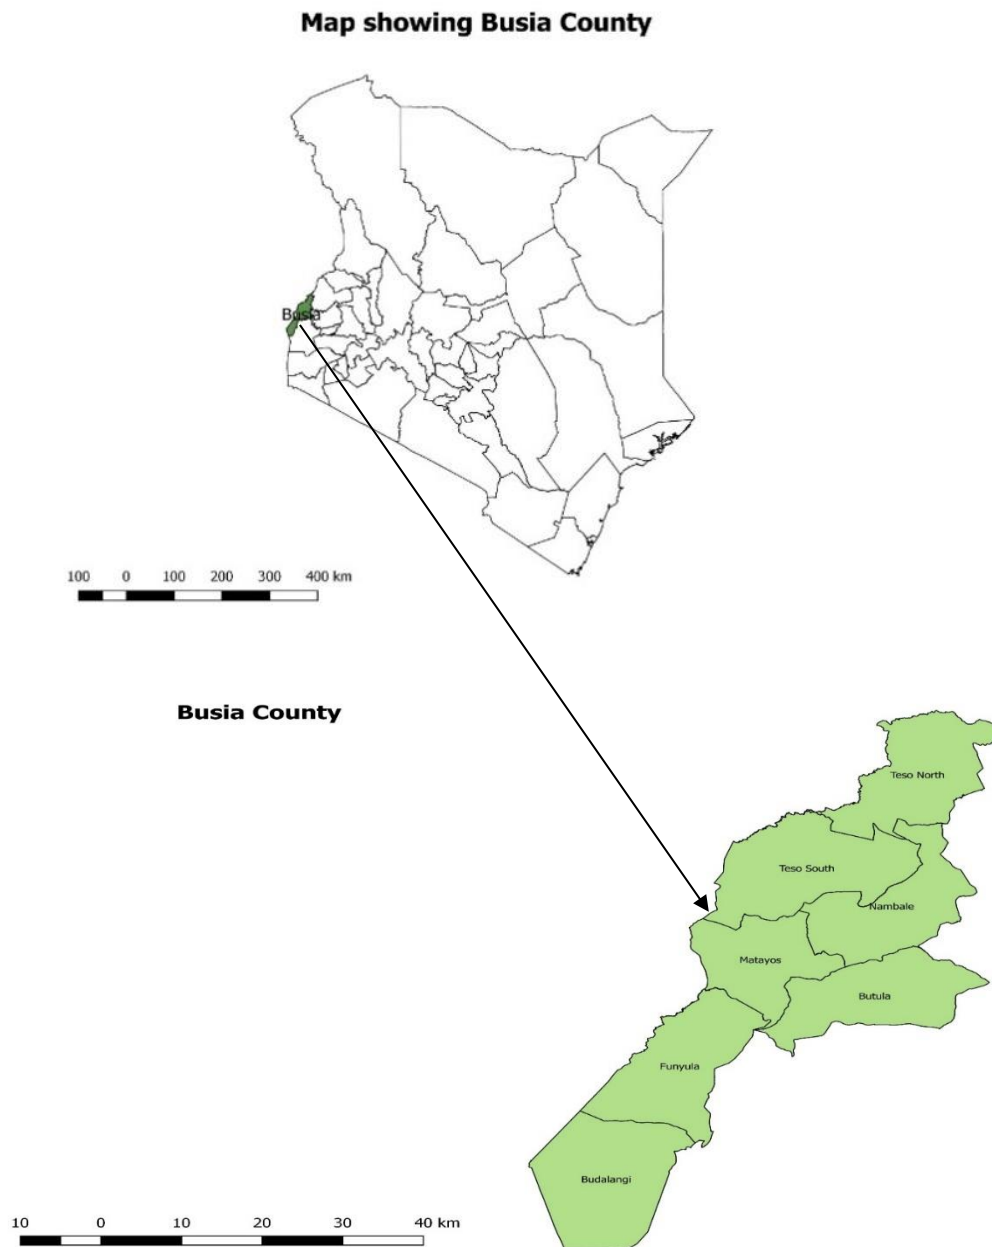 Map showing Busia County
Busia
100 0 100 200 300 400 km
Busia County
Teso North
Teso South
Nambale
Matayos
Butula
Funyula
Budalangi
10 0 10 20 30 40 km